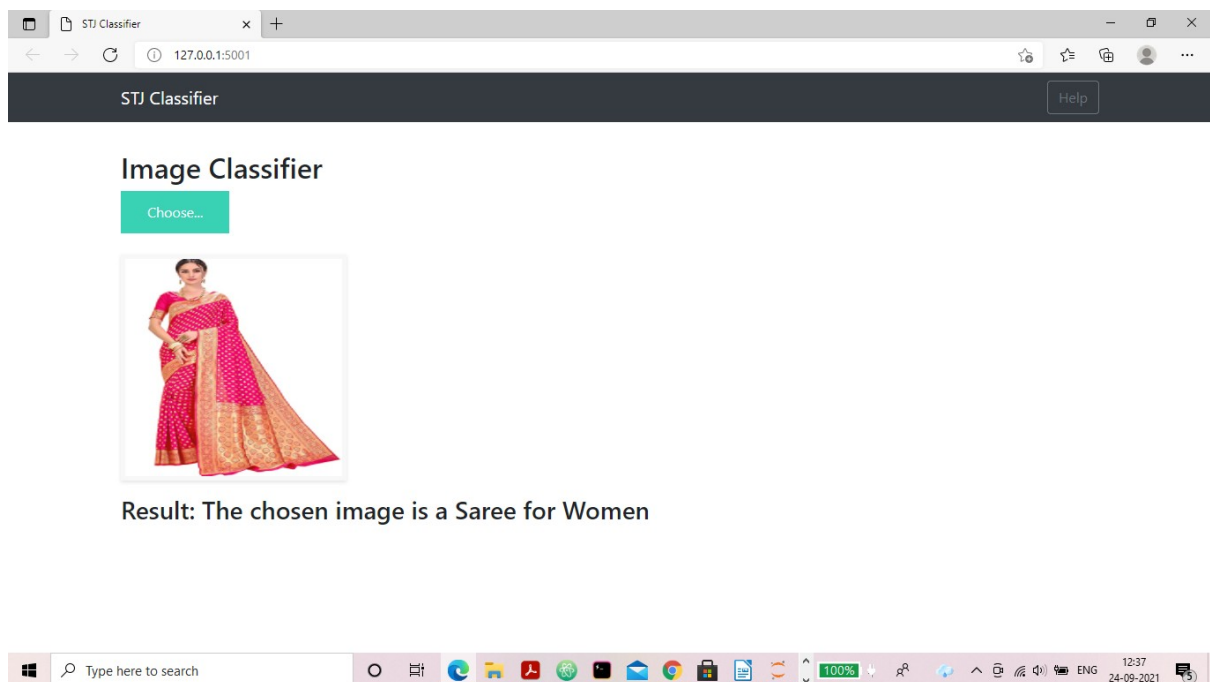 STJ Classifier
127.0.0.1:5001
STJ Classifier
Help
Image Classifier
Choose...
Result: The chosen image is a Saree for Women
Type here to search
100%
ENG
12:37
24-09-2021
5